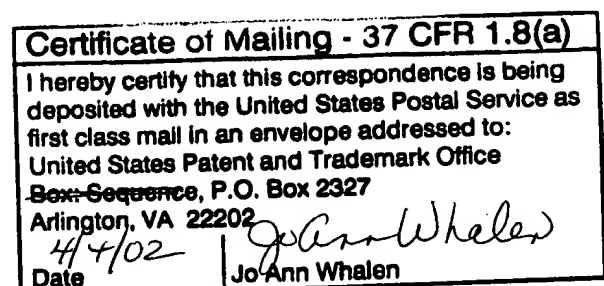 Certificate of Mailing - 37 CFR 1.8(a)
I hereby certify that this correspondence is being
deposited with the United States Postal Service as
first class mail in an envelope addressed to:
United States Patent and Trademark Office
Box: Sequence, P.O. Box 2327
Arlington, VA 22202
4/4/02 JoAnn Whalen
Date Jo Ann Whalen